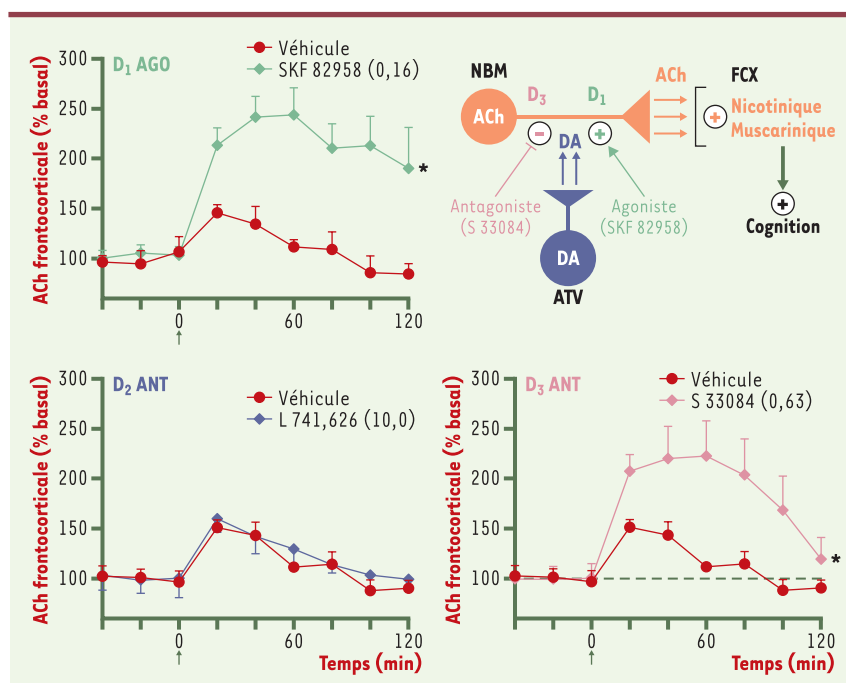 D₁ AGO
Véhicule
SKF 82958 (0,16)
ACh frontocorticale (% basal)
300
250
200
150
100
*
0
60
120
NBM
ACh
D₃
D₁
ACh
FCX
+
Nicotinique
Muscarinique
−
DA
+
Antagoniste
(S 33084)
Agoniste
(SKF 82958)
+
Cognition
DA
ATV
D₂ ANT
Véhicule
L 741,626 (10,0)
ACh frontocorticale (% basal)
300
250
200
150
100
0
60
120
Temps (min)
D₃ ANT
Véhicule
S 33084 (0,63)
ACh frontocorticale (% basal)
300
250
200
150
100
*
0
60
120
Temps (min)